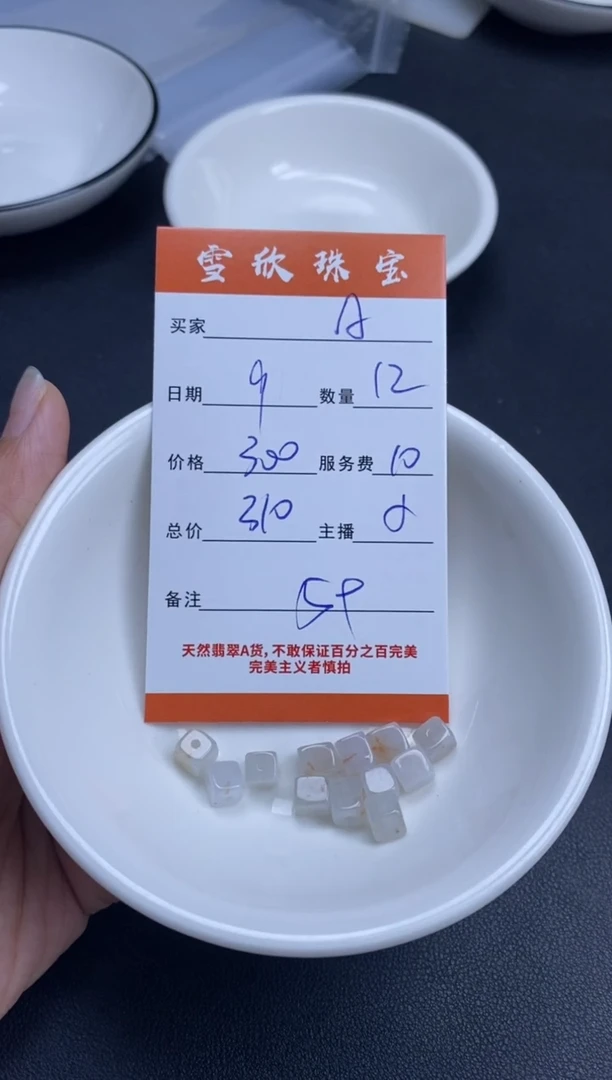 雪欣珠宝
买家 A
日期 9 数量 12
价格 300 服务费 10
总价 310 主播
备注
天然翡翠A货,不敢保证百分之百完美
完美主义者慎拍